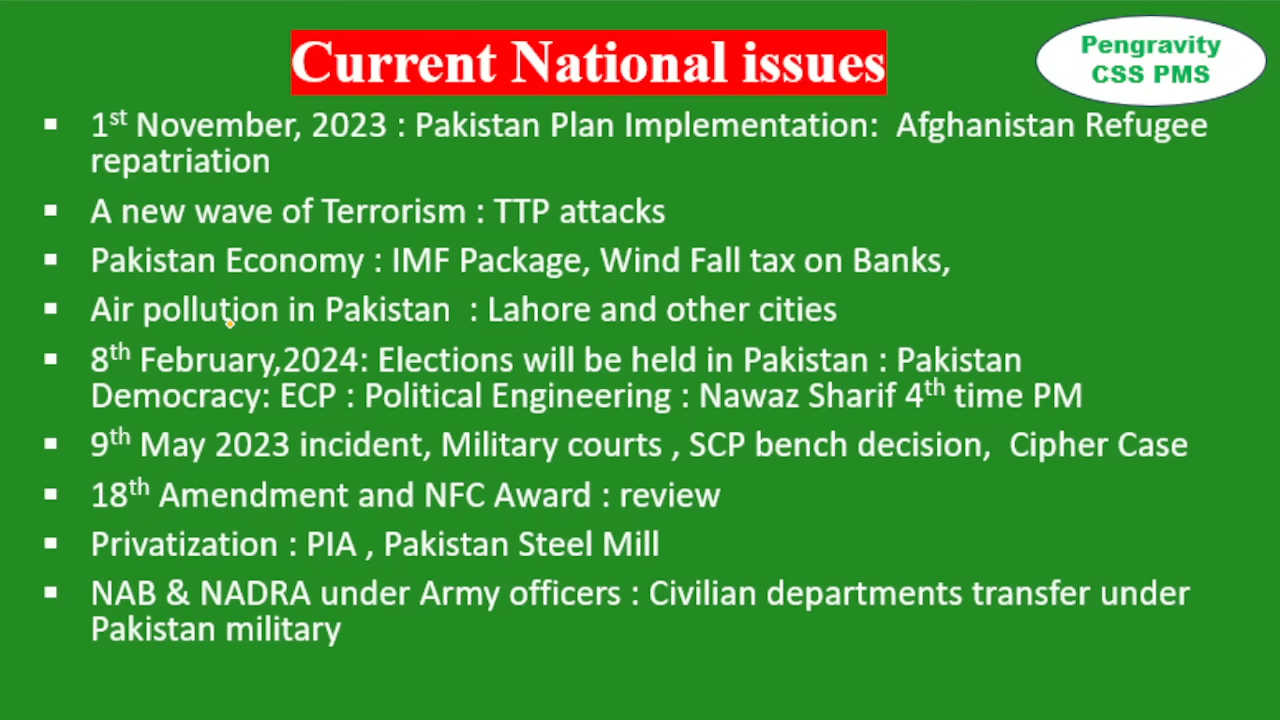 Current National issues
Pengravity
CSS PMS
▪ 1st November, 2023 : Pakistan Plan Implementation: Afghanistan Refugee
repatriation
▪ A new wave of Terrorism : TTP attacks
▪ Pakistan Economy : IMF Package, Wind Fall tax on Banks,
▪ Air pollution in Pakistan : Lahore and other cities
▪ 8th February,2024: Elections will be held in Pakistan : Pakistan
Democracy: ECP : Political Engineering : Nawaz Sharif 4th time PM
▪ 9th May 2023 incident, Military courts , SCP bench decision, Cipher Case
▪ 18th Amendment and NFC Award : review
▪ Privatization : PIA , Pakistan Steel Mill
▪ NAB & NADRA under Army officers : Civilian departments transfer under
Pakistan military